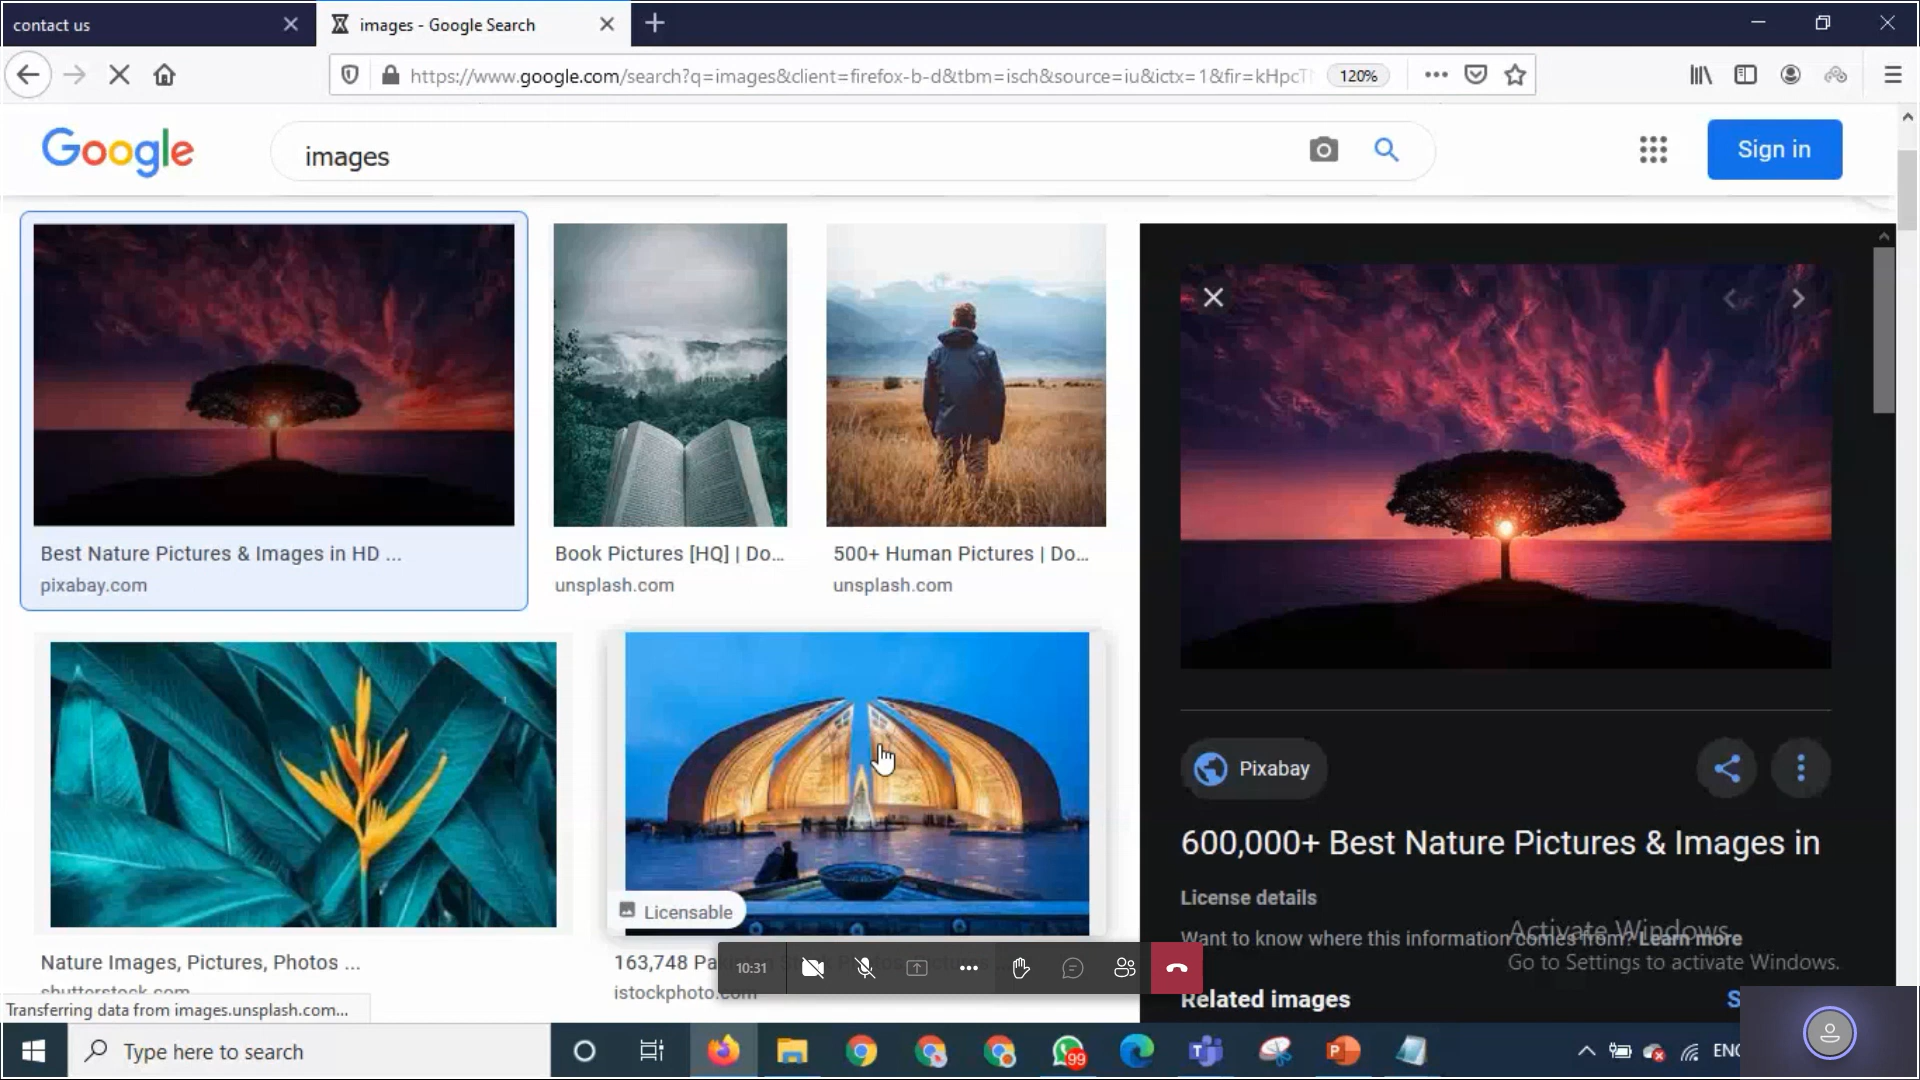 contact us
images - Google Search
https://www.google.com/search?q=images&client=firefox-b-d&tbm=isch&source=iu&ictx=1&fir=kHpcT
120%
Google
images
Sign in
Best Nature Pictures & Images in HD ...
pixabay.com
Book Pictures [HQ] | Do...
unsplash.com
500+ Human Pictures | Do...
unsplash.com
Licensable
Nature Images, Pictures, Photos ...
shutterstock.com
163,748 Pa
istockphoto.com
Pixabay
600,000+ Best Nature Pictures & Images in
License details
Want to know where this information comes from? Learn more
Related images
S
Activate Windows
Go to Settings to activate Windows.
10:31
Transferring data from images.unsplash.com...
Type here to search
99
ENG